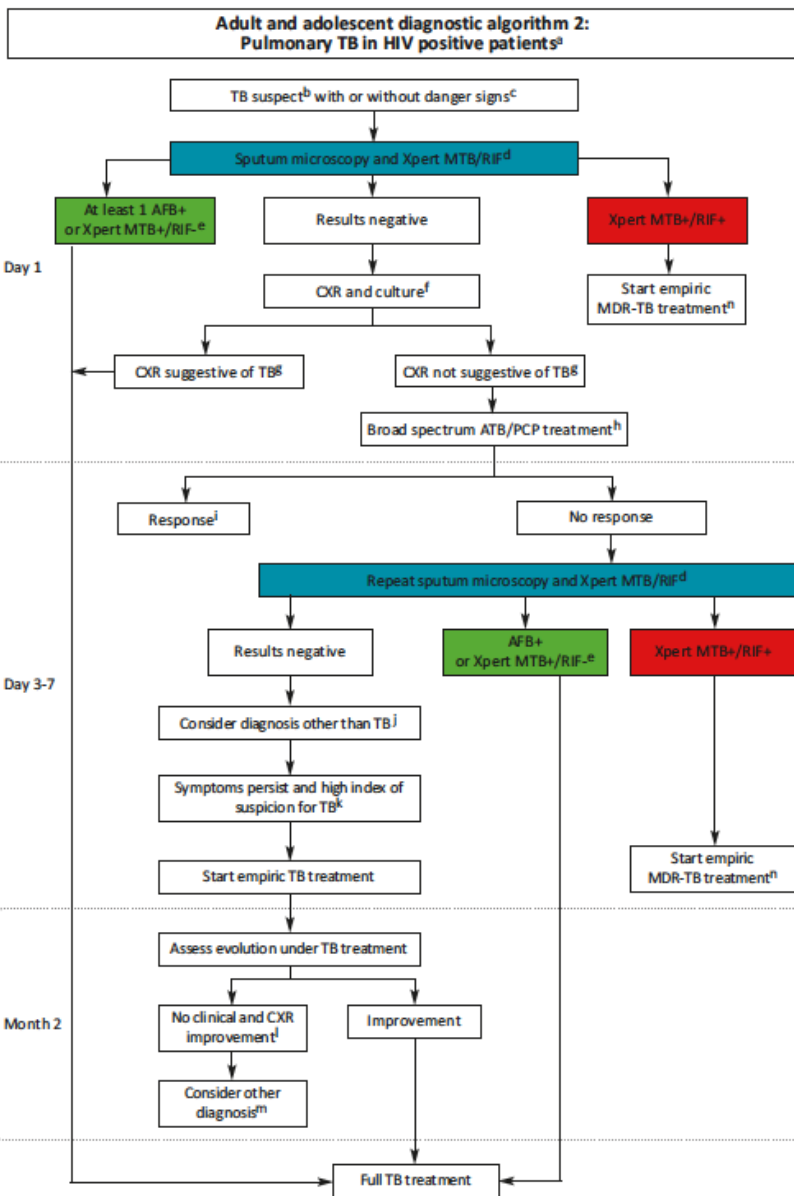 Adult and adolescent diagnostic algorithm 2:
Pulmonary TB in HIV positive patientsᵃ
TB suspectᵇ with or without danger signsᶜ
Sputum microscopy and Xpert MTB/RIFᵈ
At least 1 AFB+
or Xpert MTB+/RIF-ᵉ
Results negative
Xpert MTB+/RIF+
Day 1
CXR and cultureᶠ
Start empiric
MDR-TB treatmentⁿ
CXR suggestive of TBᵍ
CXR not suggestive of TBᵍ
Broad spectrum ATB/PCP treatmentʰ
Responseⁱ
No response
Repeat sputum microscopy and Xpert MTB/RIFᵈ
Results negative
AFB+
or Xpert MTB+/RIF-ᵉ
Xpert MTB+/RIF+
Day 3-7
Consider diagnosis other than TBʲ
Symptoms persist and high index of
suspicion for TBᵏ
Start empiric TB treatment
Start empiric
MDR-TB treatmentⁿ
Assess evolution under TB treatment
Month 2
No clinical and CXR
improvementˡ
Improvement
Consider other
diagnosisᵐ
Full TB treatment